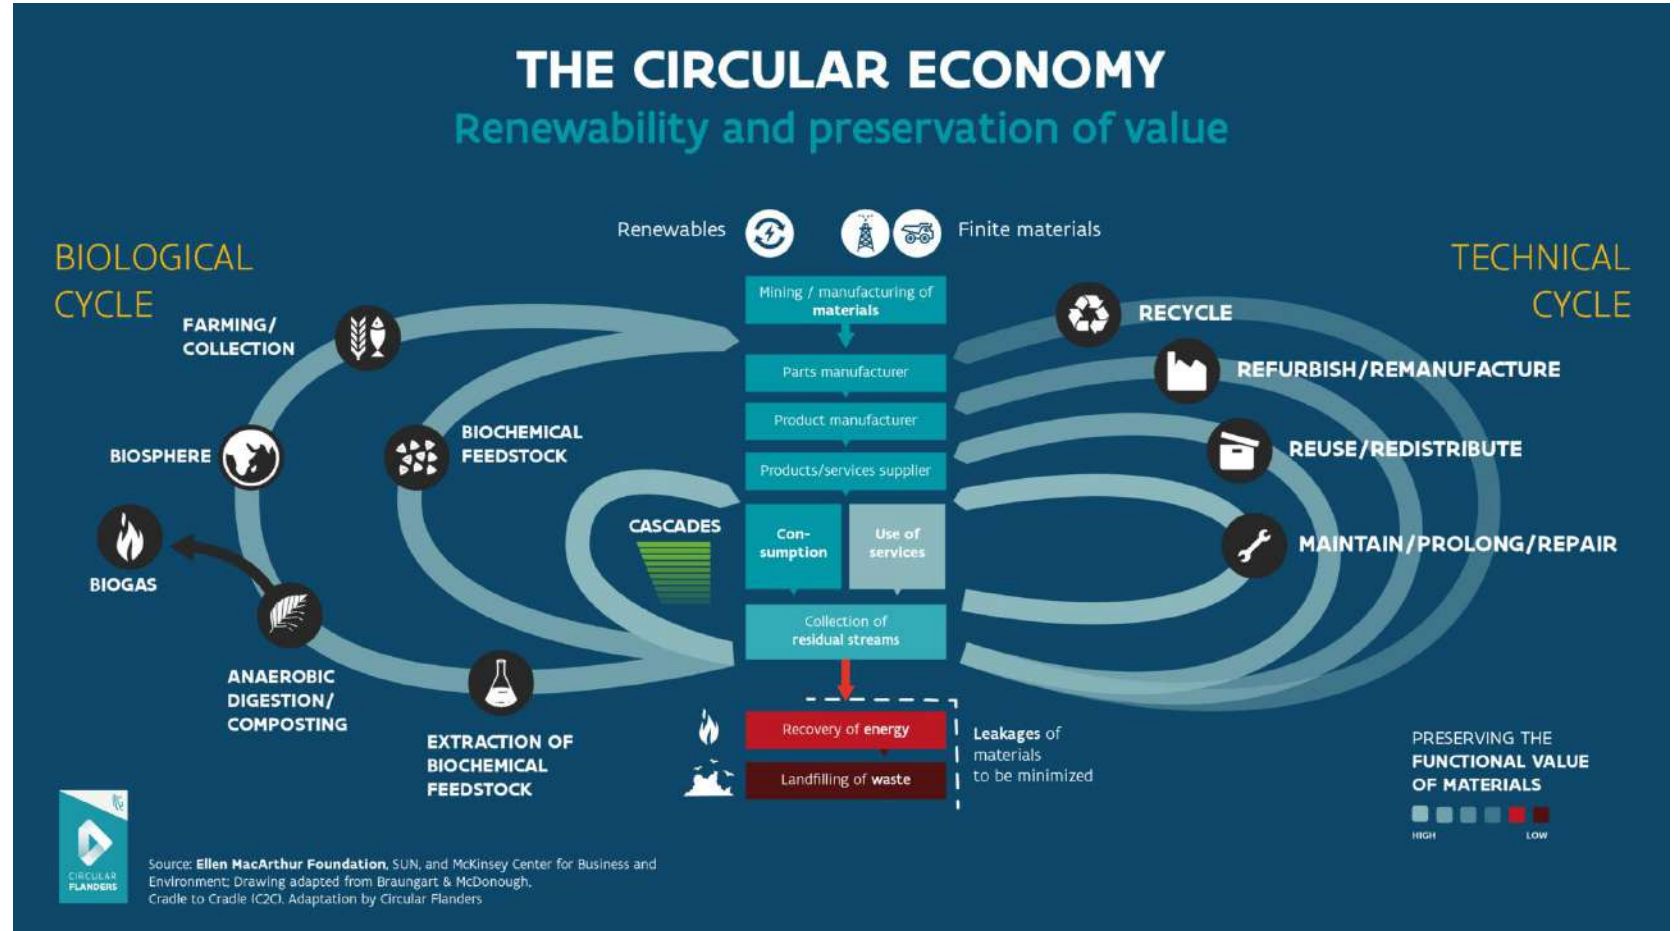 THE CIRCULAR ECONOMY
Renewability and preservation of value
Renewables
Finite materials
BIOLOGICAL
CYCLE
TECHNICAL
CYCLE
FARMING/
COLLECTION
BIOSPHERE
BIOCHEMICAL
FEEDSTOCK
BIOGAS
CASCADES
ANAEROBIC
DIGESTION/
COMPOSTING
EXTRACTION OF
BIOCHEMICAL
FEEDSTOCK
Mining / manufacturing of
materials
Parts manufacturer
Product manufacturer
Products/services supplier
Con-
sumption
Use of
services
Collection of
residual streams
Recovery of energy
Landfilling of waste
Leakages of
materials
to be minimized
RECYCLE
REFURBISH/REMANUFACTURE
REUSE/REDISTRIBUTE
MAINTAIN/PROLONG/REPAIR
PRESERVING THE
FUNCTIONAL VALUE
OF MATERIALS
HIGH
LOW
CIRCULAR
FLANDERS
Source: Ellen MacArthur Foundation, SUN, and McKinsey Center for Business and
Environment; Drawing adapted from Braungart & McDonough,
Cradle to Cradle (C2C). Adaptation by Circular Flanders